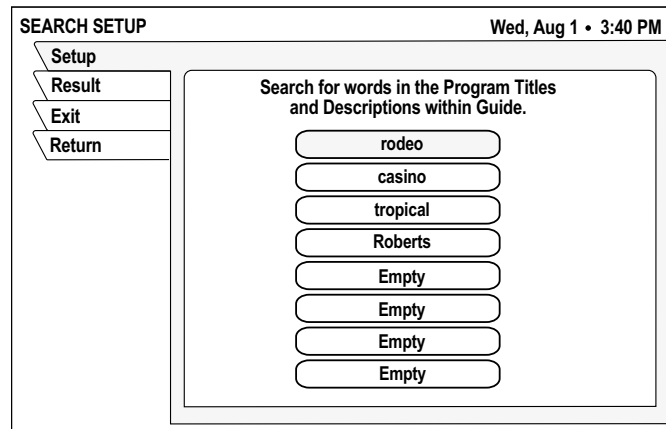 SEARCH SETUP
Wed, Aug 1 • 3:40 PM
Setup
Result
Exit
Return
Search for words in the Program Titles
and Descriptions within Guide.
rodeo
casino
tropical
Roberts
Empty
Empty
Empty
Empty